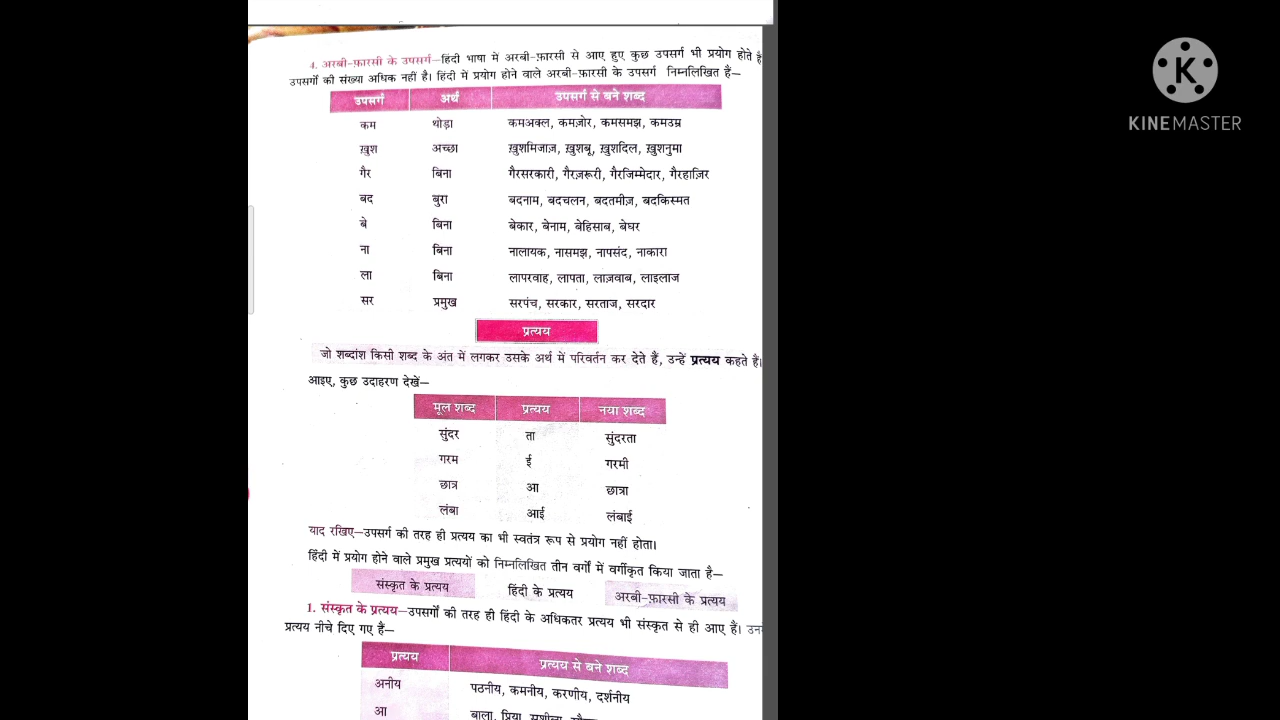 4. अरबी-फ़ारसी के उपसर्ग—हिंदी भाषा में अरबी-फ़ारसी से आए हुए कुछ उपसर्ग भी प्रयोग होते
उपसर्गों की संख्या अधिक नहीं है। हिंदी में प्रयोग होने वाले अरबी-फ़ारसी के उपसर्ग निम्नलिखित हैं—
उपसर्ग अर्थ उपसर्ग से बने शब्द
कम थोड़ा कमअक्ल, कमज़ोर, कमसमझ, कमउम्र
ख़ुश अच्छा ख़ुशमिजाज़, ख़ुशबू, ख़ुशदिल, ख़ुशनुमा
गैर बिना गैरसरकारी, गैरज़रूरी, गैरजिम्मेदार, गैरहाज़िर
बद बुरा बदनाम, बदचलन, बदतमीज़, बदकिस्मत
बे बिना बेकार, बेनाम, बेहिसाब, बेघर
ना बिना नालायक, नासमझ, नापसंद, नाकारा
ला बिना लापरवाह, लापता, लाज़वाब, लाइलाज
सर प्रमुख सरपंच, सरकार, सरताज, सरदार
प्रत्यय
जो शब्दांश किसी शब्द के अंत में लगकर उसके अर्थ में परिवर्तन कर देते हैं, उन्हें प्रत्यय कहते हैं।
आइए, कुछ उदाहरण देखें—
मूल शब्द प्रत्यय नया शब्द
सुंदर ता सुंदरता
गरम ई गरमी
छात्र आ छात्रा
लंबा आई लंबाई
याद रखिए—उपसर्ग की तरह ही प्रत्यय का भी स्वतंत्र रूप से प्रयोग नहीं होता।
हिंदी में प्रयोग होने वाले प्रमुख प्रत्ययों को निम्नलिखित तीन वर्गों में वर्गीकृत किया जाता है—
संस्कृत के प्रत्यय हिंदी के प्रत्यय अरबी-फ़ारसी के प्रत्यय
1. संस्कृत के प्रत्यय—उपसर्गों की तरह ही हिंदी के अधिकतर प्रत्यय भी संस्कृत से ही आए हैं।
प्रत्यय नीचे दिए गए हैं—
प्रत्यय प्रत्यय से बने शब्द
अनीय पठनीय, कमनीय, करणीय, दर्शनीय
आ बाला, प्रिया,
K
KINEMASTER